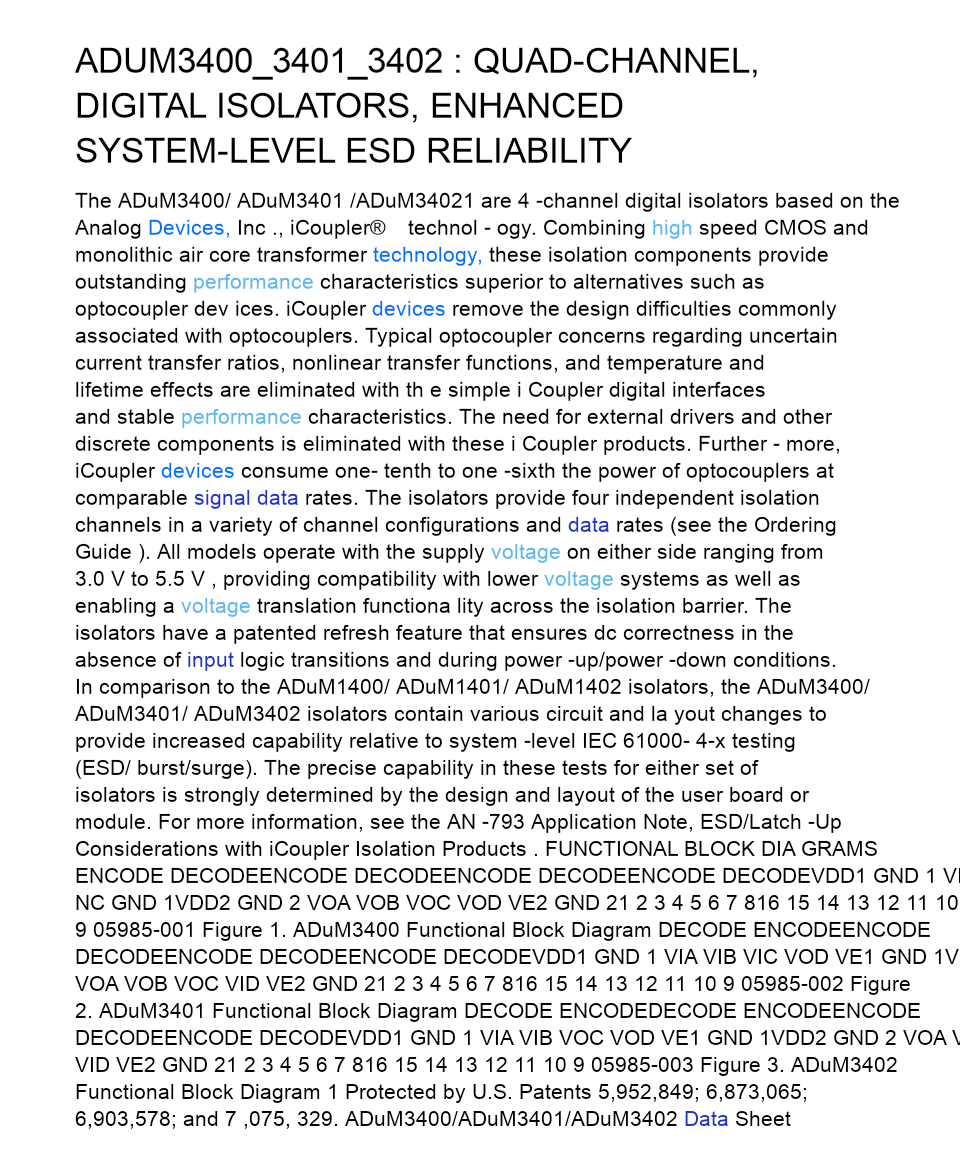 ADUM3400_3401_3402 : QUAD-CHANNEL,
DIGITAL ISOLATORS, ENHANCED
SYSTEM-LEVEL ESD RELIABILITY
The ADuM3400/ ADuM3401 /ADuM34021 are 4 -channel digital isolators based on the
Analog Devices, Inc ., iCoupler® technol - ogy. Combining high speed CMOS and
monolithic air core transformer technology, these isolation components provide
outstanding performance characteristics superior to alternatives such as
optocoupler dev ices. iCoupler devices remove the design difficulties commonly
associated with optocouplers. Typical optocoupler concerns regarding uncertain
current transfer ratios, nonlinear transfer functions, and temperature and
lifetime effects are eliminated with th e simple i Coupler digital interfaces
and stable performance characteristics. The need for external drivers and other
discrete components is eliminated with these i Coupler products. Further - more,
iCoupler devices consume one- tenth to one -sixth the power of optocouplers at
comparable signal data rates. The isolators provide four independent isolation
channels in a variety of channel configurations and data rates (see the Ordering
Guide ). All models operate with the supply voltage on either side ranging from
3.0 V to 5.5 V , providing compatibility with lower voltage systems as well as
enabling a voltage translation functiona lity across the isolation barrier. The
isolators have a patented refresh feature that ensures dc correctness in the
absence of input logic transitions and during power -up/power -down conditions.
In comparison to the ADuM1400/ ADuM1401/ ADuM1402 isolators, the ADuM3400/
ADuM3401/ ADuM3402 isolators contain various circuit and la yout changes to
provide increased capability relative to system -level IEC 61000- 4-x testing
(ESD/ burst/surge). The precise capability in these tests for either set of
isolators is strongly determined by the design and layout of the user board or
module. For more information, see the AN -793 Application Note, ESD/Latch -Up
Considerations with iCoupler Isolation Products . FUNCTIONAL BLOCK DIA GRAMS
ENCODE DECODEENCODE DECODEENCODE DECODEENCODE DECODEVDD1 GND 1
NC GND 1VDD2 GND 2 VOA VOB VOC VOD VE2 GND 21 2 3 4 5 6 7 816 15 14 13 12 11 10
9 05985-001 Figure 1. ADuM3400 Functional Block Diagram DECODE ENCODEENCODE
DECODEENCODE DECODEENCODE DECODEVDD1 GND 1 VIA VIB VIC VOD VE1 GND
VOA VOB VOC VID VE2 GND 21 2 3 4 5 6 7 816 15 14 13 12 11 10 9 05985-002 Figure
2. ADuM3401 Functional Block Diagram DECODE ENCODEDECODE ENCODEENCODE
DECODEENCODE DECODEVDD1 GND 1 VIA VIB VOC VOD VE1 GND 1VDD2 GND 2 VOA
VID VE2 GND 21 2 3 4 5 6 7 816 15 14 13 12 11 10 9 05985-003 Figure 3. ADuM3402
Functional Block Diagram 1 Protected by U.S. Patents 5,952,849; 6,873,065;
6,903,578; and 7 ,075, 329. ADuM3400/ADuM3401/ADuM3402 Data Sheet